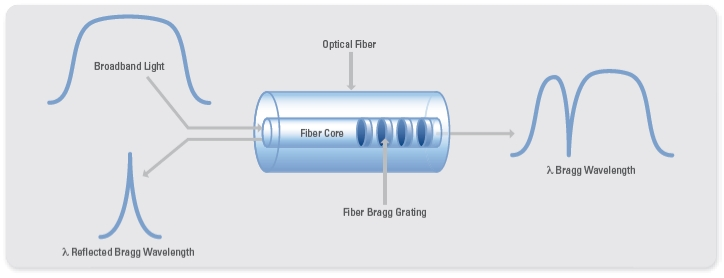 Optical Fiber
Broadband Light
Fiber Core
λ Bragg Wavelength
Fiber Bragg Grating
λ Reflected Bragg Wavelength